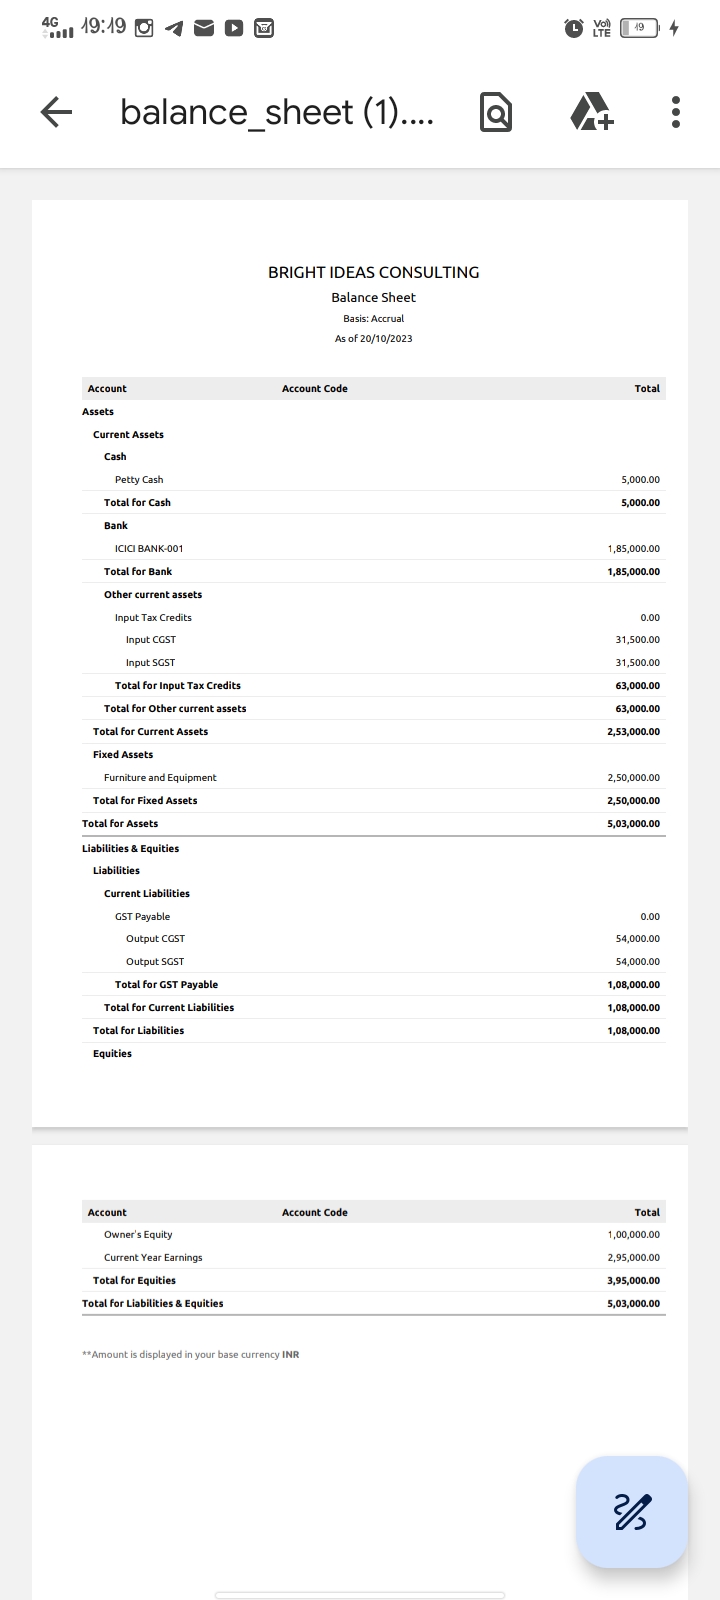 4G 19:19 Vo) LTE 19
balance_sheet (1)....
BRIGHT IDEAS CONSULTING
Balance Sheet
Basis: Accrual
As of 20/10/2023
Account Account Code Total
Assets
Current Assets
Cash
Petty Cash 5,000.00
Total for Cash 5,000.00
Bank
ICICI BANK-001 1,85,000.00
Total for Bank 1,85,000.00
Other current assets
Input Tax Credits 0.00
Input CGST 31,500.00
Input SGST 31,500.00
Total for Input Tax Credits 63,000.00
Total for Other current assets 63,000.00
Total for Current Assets 2,53,000.00
Fixed Assets
Furniture and Equipment 2,50,000.00
Total for Fixed Assets 2,50,000.00
Total for Assets 5,03,000.00
Liabilities & Equities
Liabilities
Current Liabilities
GST Payable 0.00
Output CGST 54,000.00
Output SGST 54,000.00
Total for GST Payable 1,08,000.00
Total for Current Liabilities 1,08,000.00
Total for Liabilities 1,08,000.00
Equities
Account Account Code Total
Owner's Equity 1,00,000.00
Current Year Earnings 2,95,000.00
Total for Equities 3,95,000.00
Total for Liabilities & Equities 5,03,000.00
**Amount is displayed in your base currency INR